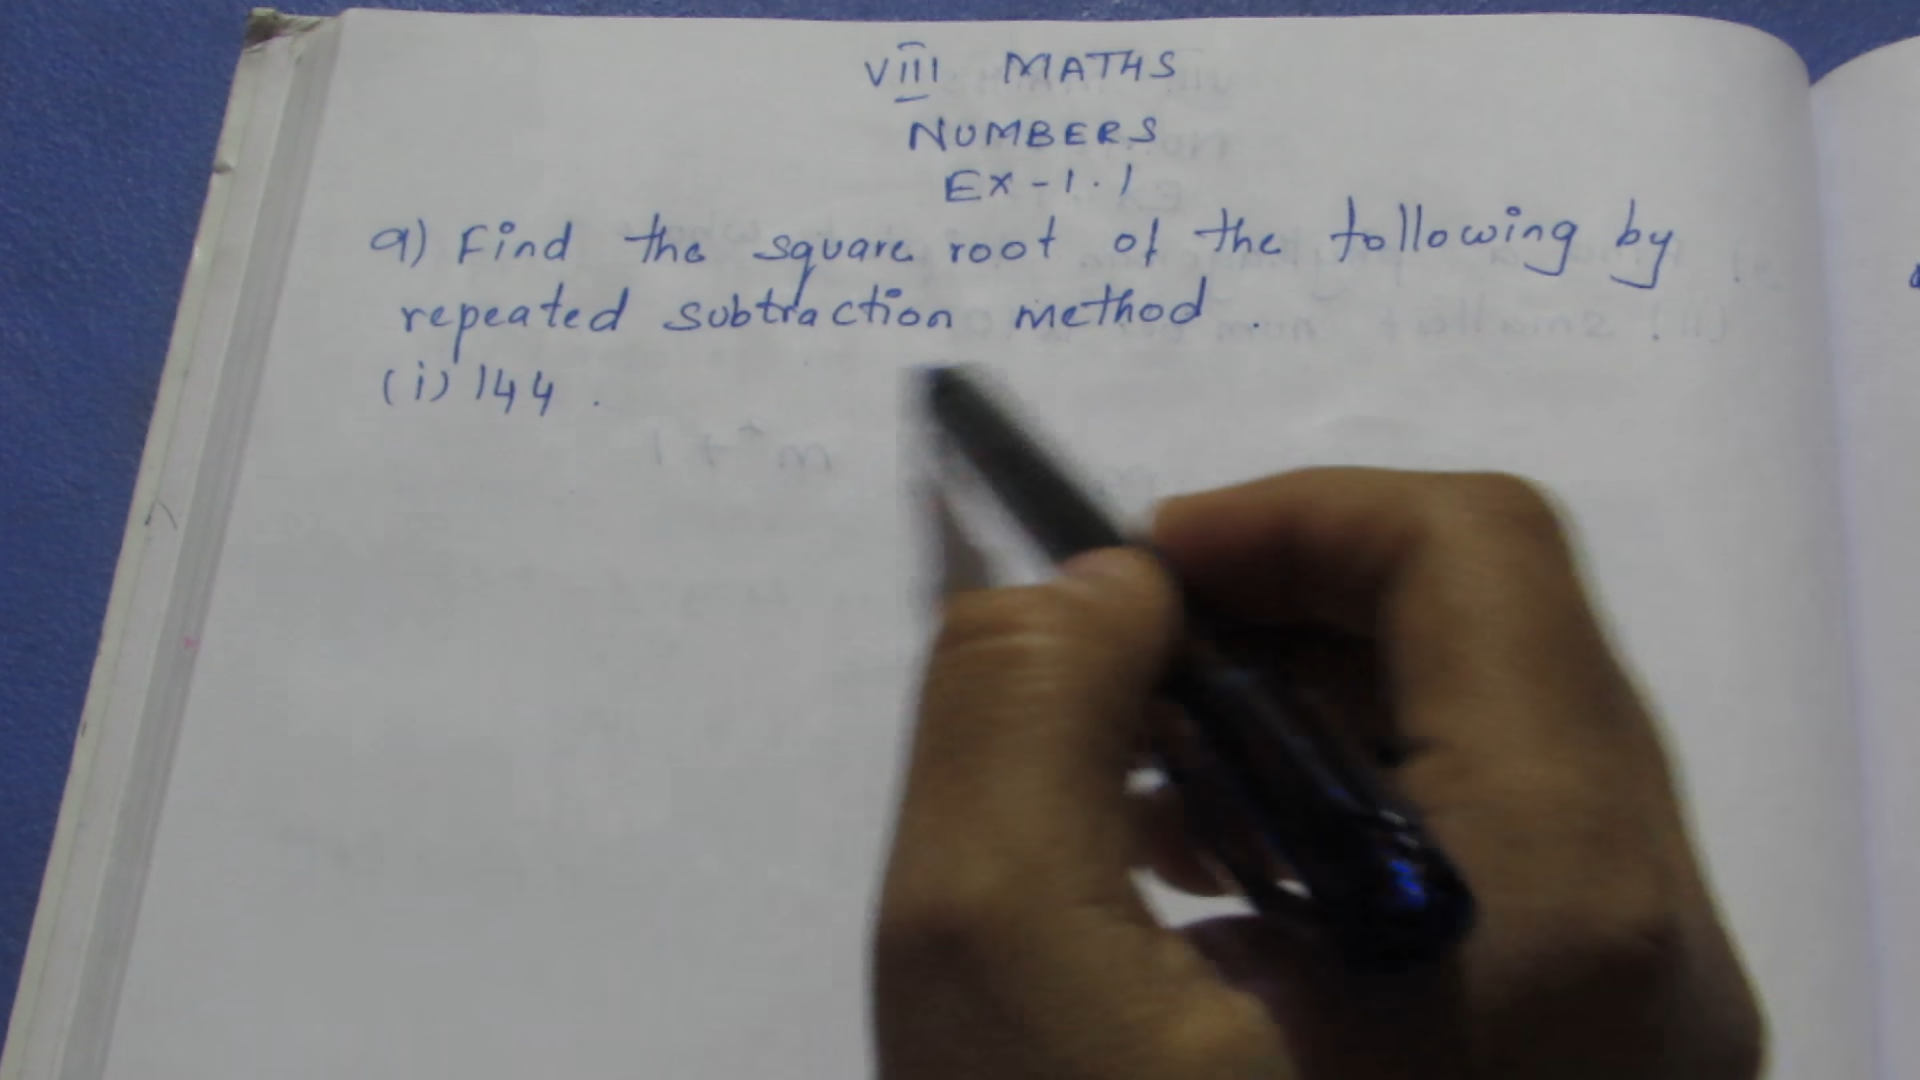 VIII MATHS
NUMBERS
EX-1.1
9) Find the square root of the following by
repeated subtraction method.
(i) 144.